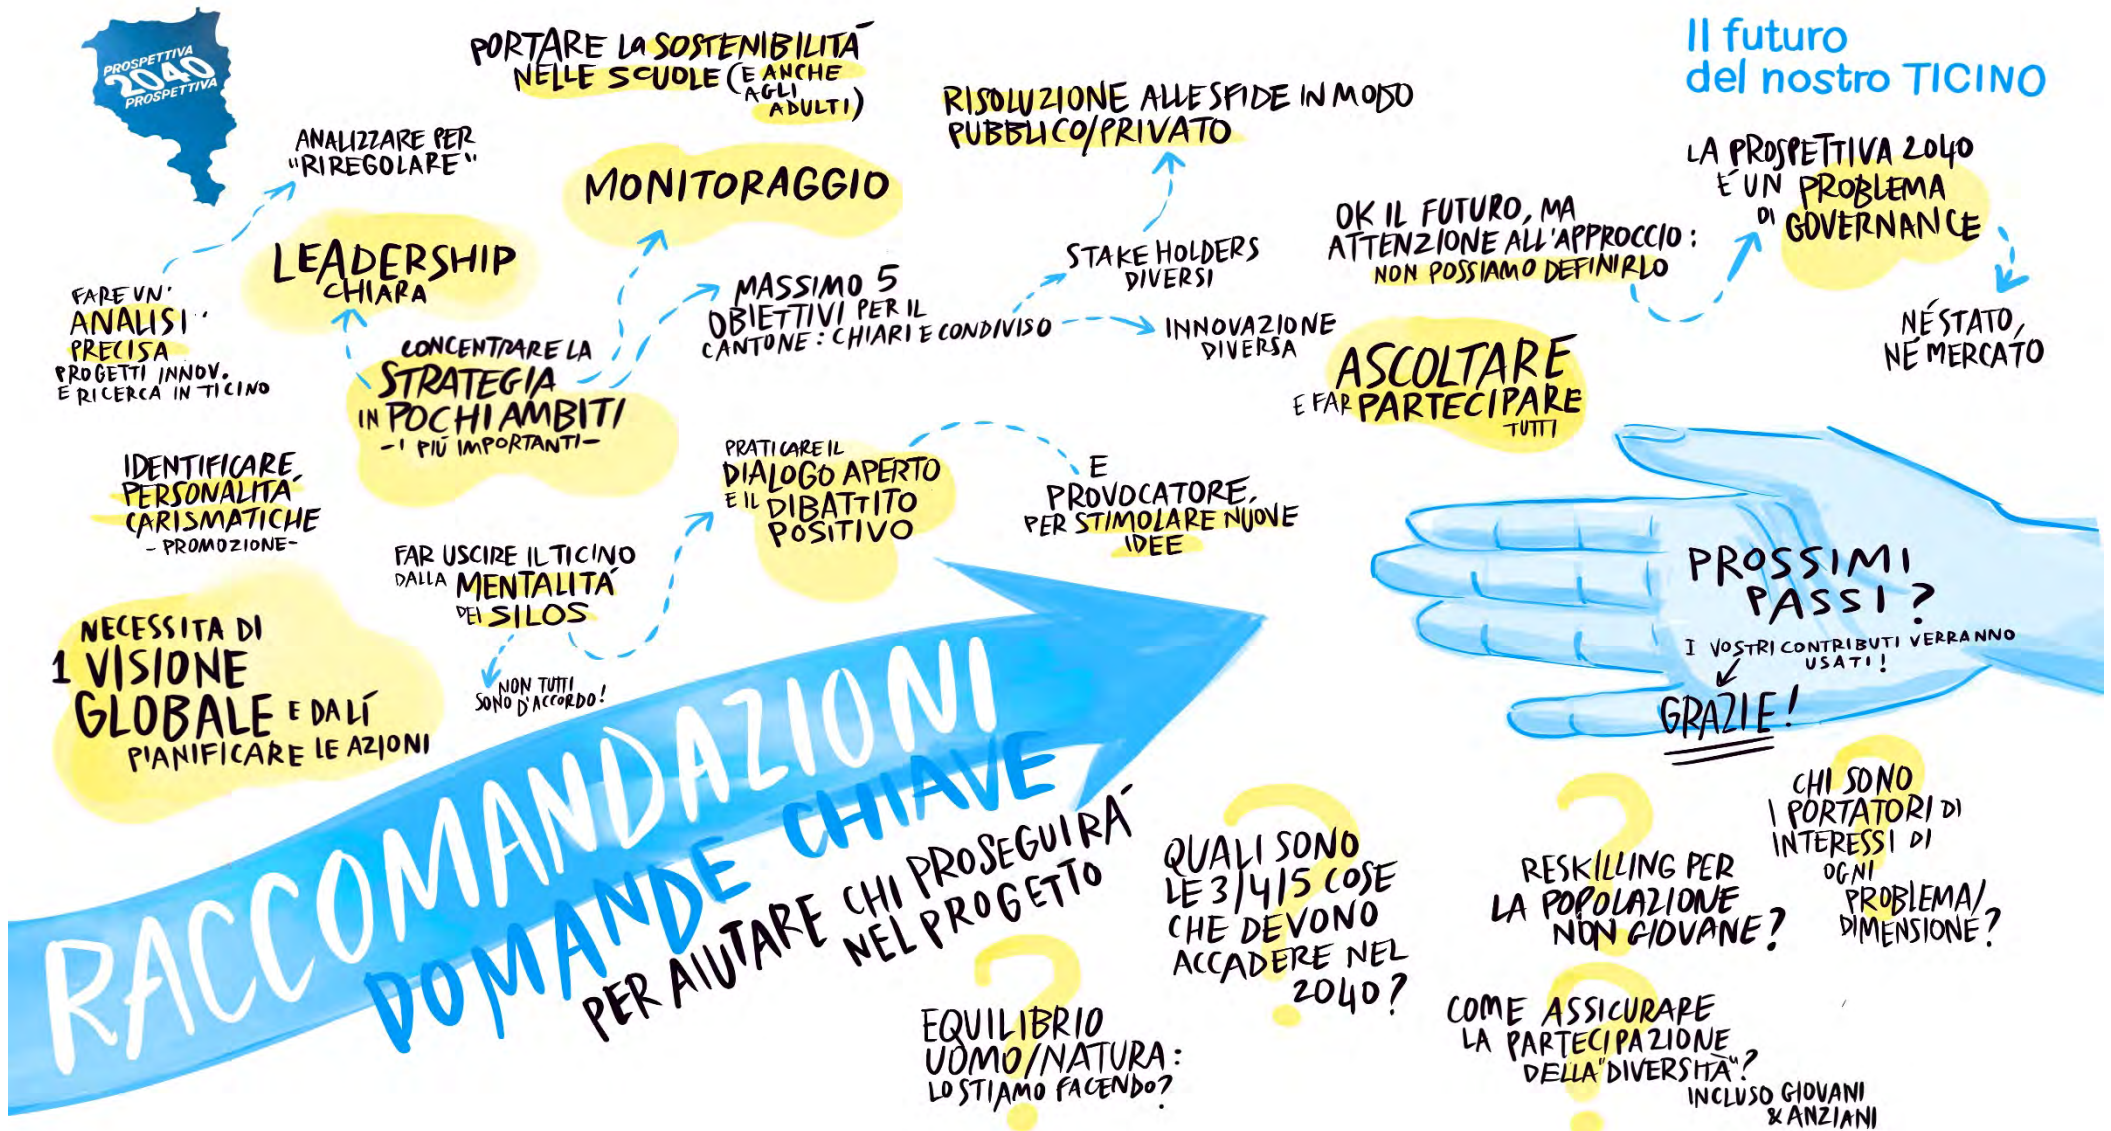 PROSPETTIVA
2040
PROSPETTIVA
PORTARE LA SOSTENIBILITÀ
NELLE SCUOLE (E ANCHE
AGLI
ADULTI)
Il futuro
del nostro TICINO
ANALIZZARE PER
"RIREGOLARE"
MONITORAGGIO
RISOLUZIONE ALLE SFIDE IN MODO
PUBBLICO/PRIVATO
LA PROSPETTIVA 2040
É UN PROBLEMA
DI GOVERNANCE
OK IL FUTURO, MA
ATTENZIONE ALL'APPROCCIO:
NON POSSIAMO DEFINIRLO
NÉ STATO,
NÉ MERCATO
LEADERSHIP
CHIARA
STAKE HOLDERS
DIVERSI
MASSIMO 5
OBIETTIVI PER IL
CANTONE: CHIARI E CONDIVISO
INNOVAZIONE
DIVERSA
FARE UN'
ANALISI
PRECISA
PROGETTI INNOV.
E RICERCA IN TICINO
CONCENTRARE LA
STRATEGIA
IN POCHI AMBITI
- I PIÚ IMPORTANTI -
ASCOLTARE
E FAR PARTECIPARE
TUTTI
IDENTIFICARE
PERSONALITÀ
CARISMATICHE
- PROMOZIONE -
PRATICARE IL
DIALOGO APERTO
E IL DIBATTITO
POSITIVO
E
PROVOCATORE,
PER STIMOLARE NUOVE
IDEE
FAR USCIRE IL TICINO
DALLA MENTALITÀ
DEI SILOS
NON TUTTI
SONO D'ACCORDO!
NECESSITA DI
1 VISIONE
GLOBALE E DA LÍ
PIANIFICARE LE AZIONI
PROSSIMI
PASSI?
I VOSTRI CONTRIBUTI VERRANNO
USATI!
GRAZIE!
RACCOMANDAZIONI
DOMANDE CHIAVE
PER AIUTARE CHI PROSEGUIRÀ
NEL PROGETTO
EQUILIBRIO
UOMO/NATURA:
LO STIAMO FACENDO?
QUALI SONO
LE 3/4/5 COSE
CHE DEVONO
ACCADERE NEL
2040?
RESKILLING PER
LA POPOLAZIONE
NON GIOVANE?
CHI SONO
I PORTATORI DI
INTERESSI DI
OGNI
PROBLEMA/
DIMENSIONE?
COME ASSICURARE
LA PARTECIPAZIONE
DELLA "DIVERSITÀ"?
INCLUSO GIOVANI
& ANZIANI